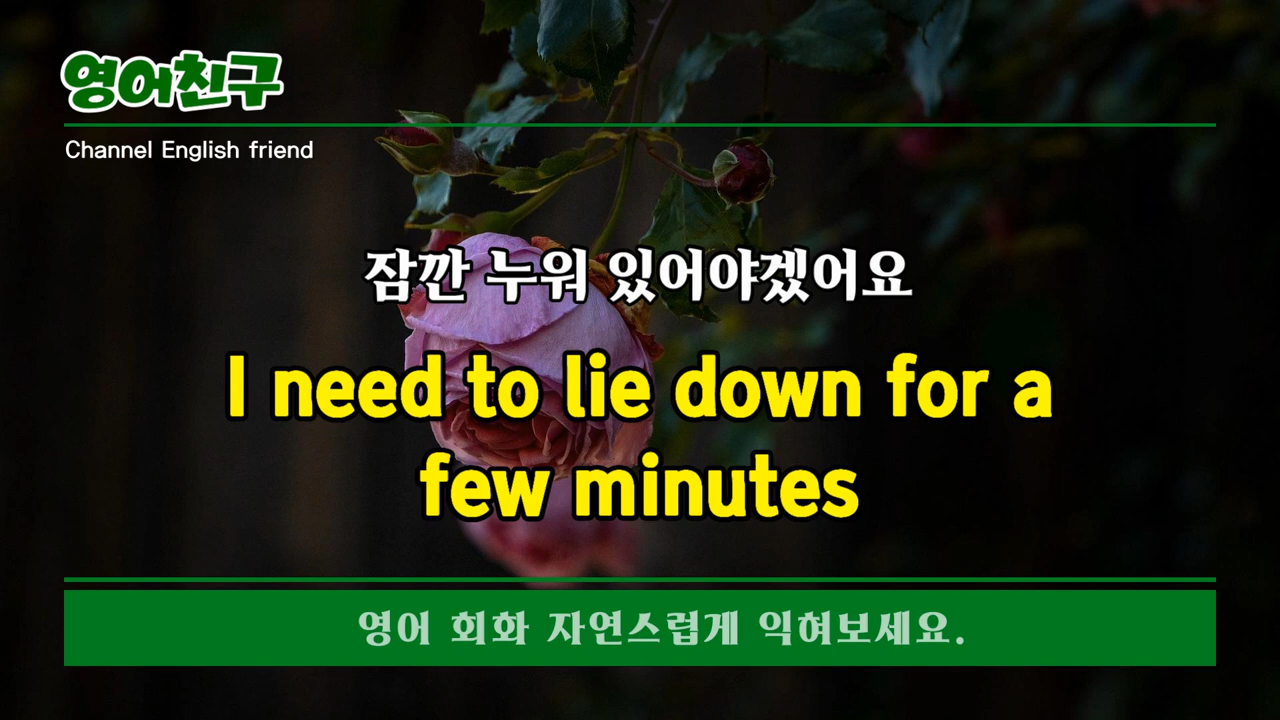 영어친구
Channel English friend
잠깐 누워 있어야겠어요
I need to lie down for a
few minutes
영어 회화 자연스럽게 익혀보세요.